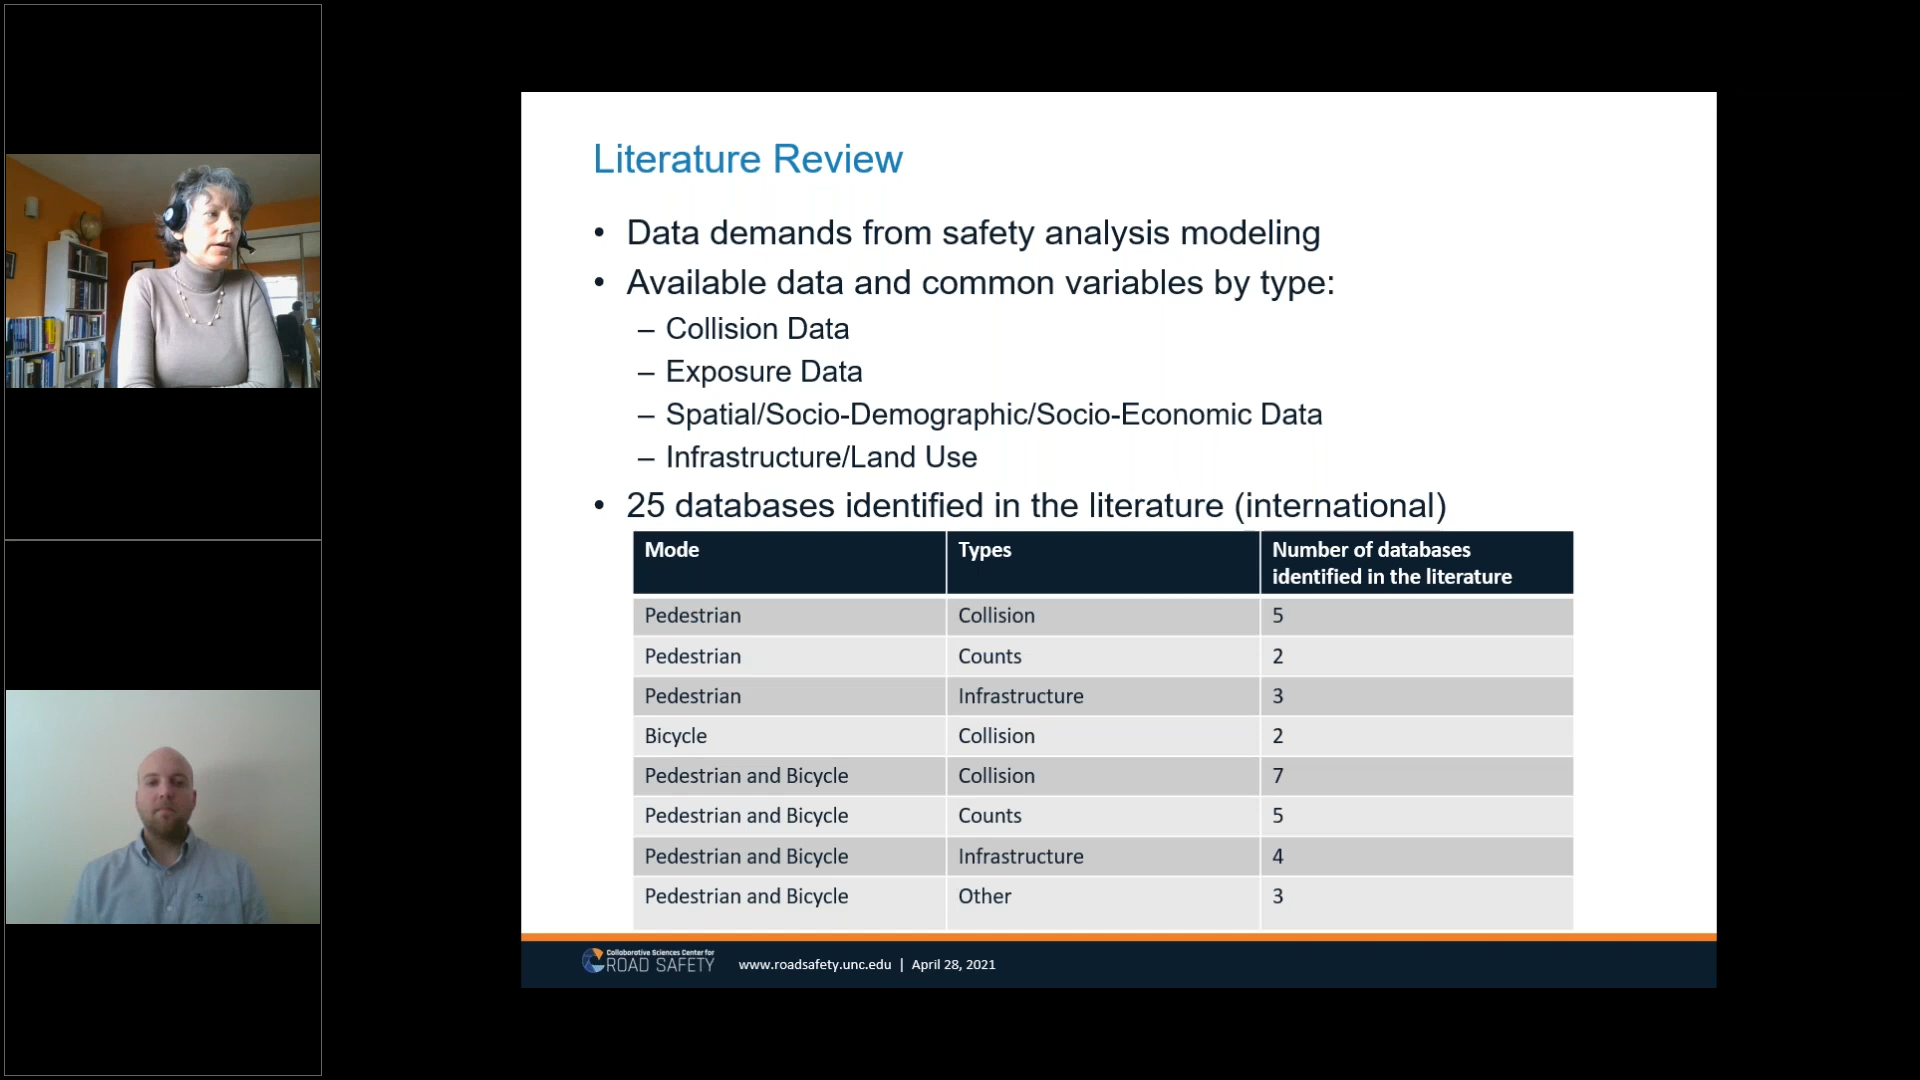 Literature Review
• Data demands from safety analysis modeling
• Available data and common variables by type:
– Collision Data
– Exposure Data
– Spatial/Socio-Demographic/Socio-Economic Data
– Infrastructure/Land Use
• 25 databases identified in the literature (international)
Mode Types Number of databases
identified in the literature
Pedestrian Collision 5
Pedestrian Counts 2
Pedestrian Infrastructure 3
Bicycle Collision 2
Pedestrian and Bicycle Collision 7
Pedestrian and Bicycle Counts 5
Pedestrian and Bicycle Infrastructure 4
Pedestrian and Bicycle Other 3
Collaborative Sciences Center for
ROAD SAFETY
www.roadsafety.unc.edu | April 28, 2021